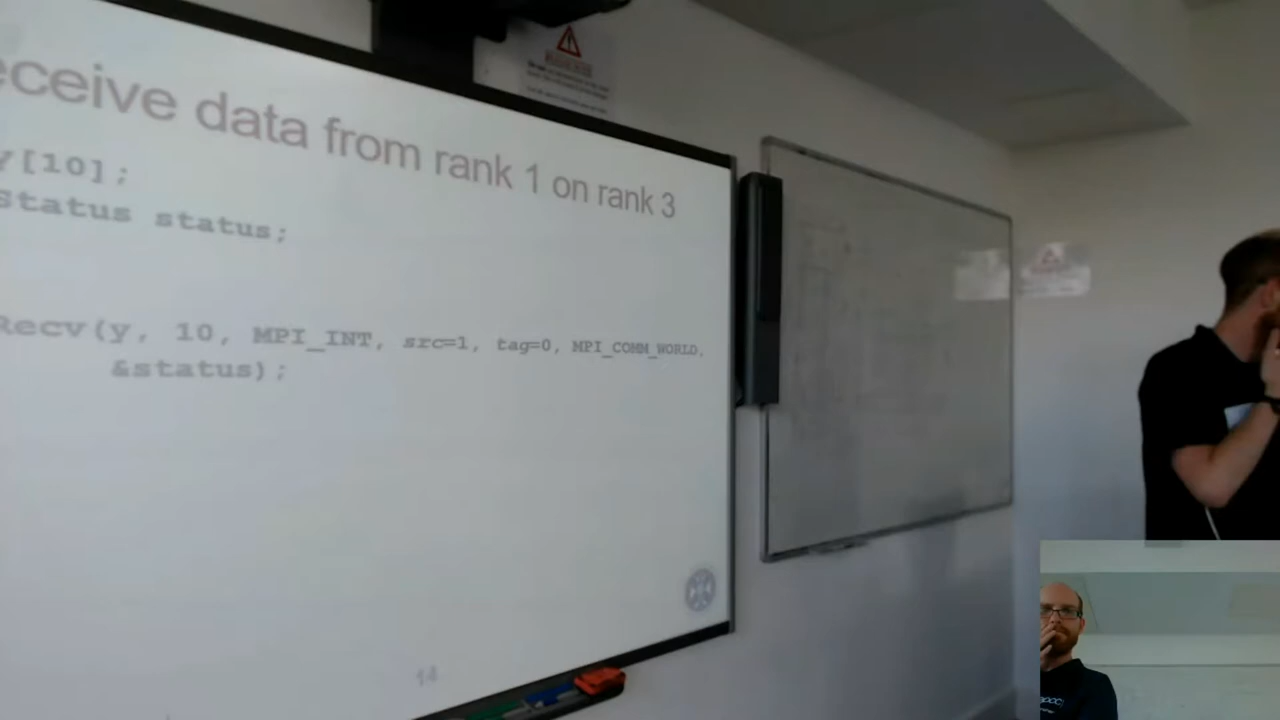 eceive data from rank 1 on rank 3
y[10];
Status status;
Recv(y, 10, MPI_INT, src=1, tag=0, MPI_COMM_WORLD,
&status);
14